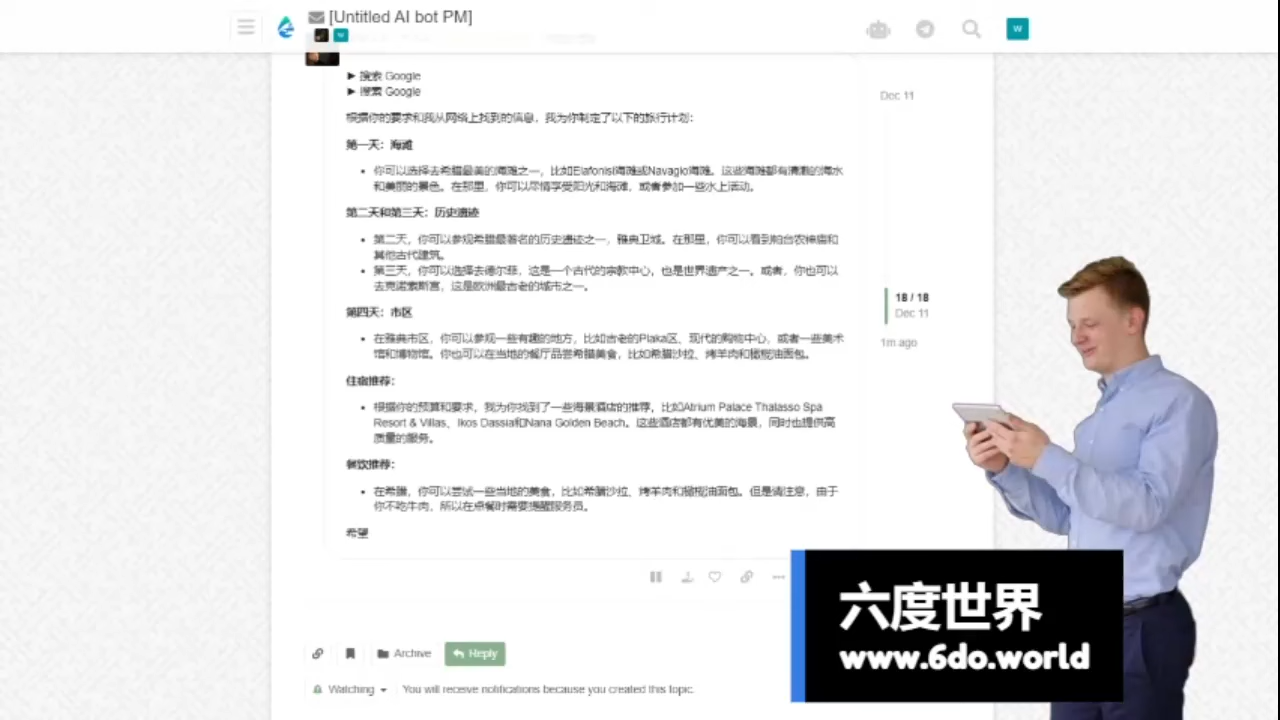 [Untitled AI bot PM]
W
W
▶ 搜索 Google
▶ 搜索 Google
Dec 11
根据你的要求和我从网络上找到的信息，我为你制定了以下的旅行计划：
第一天：海滩
• 你可以选择去希腊最美的海滩之一，比如Elafonisi海滩或Navagio海滩。这些海滩都有清澈的海水
和美丽的景色。在那里，你可以尽情享受阳光和海滩，或者参加一些水上活动。
第二天和第三天：历史遗迹
• 第二天，你可以参观希腊最著名的历史遗迹之一，雅典卫城。在那里，你可以看到帕台农神庙和
其他古代建筑。
• 第三天，你可以选择去德尔菲，这是一个古代的宗教中心，也是世界遗产之一。或者，你也可以
去克诺索斯宫，这是欧洲最古老的城市之一。
18 / 18
Dec 11
1m ago
第四天：市区
• 在雅典市区，你可以参观一些有趣的地方，比如古老的Plaka区、现代的购物中心，或者一些美术
馆和博物馆。你也可以在当地的餐厅品尝希腊美食，比如希腊沙拉、烤羊肉和橄榄油面包。
住宿推荐：
• 根据你的预算和要求，我为你找到了一些海景酒店的推荐，比如Atrium Palace Thalasso Spa
Resort & Villas、Ikos Dassia和Nana Golden Beach。这些酒店都有优美的海景，同时也提供高
质量的服务。
餐饮推荐：
• 在希腊，你可以尝试一些当地的美食，比如希腊沙拉、烤羊肉和橄榄油面包。但是请注意，由于
你不吃牛肉，所以在点餐时需要提醒服务员。
希望
Archive
Reply
Watching
You will receive notifications because you created this topic.
六度世界
www.6do.world